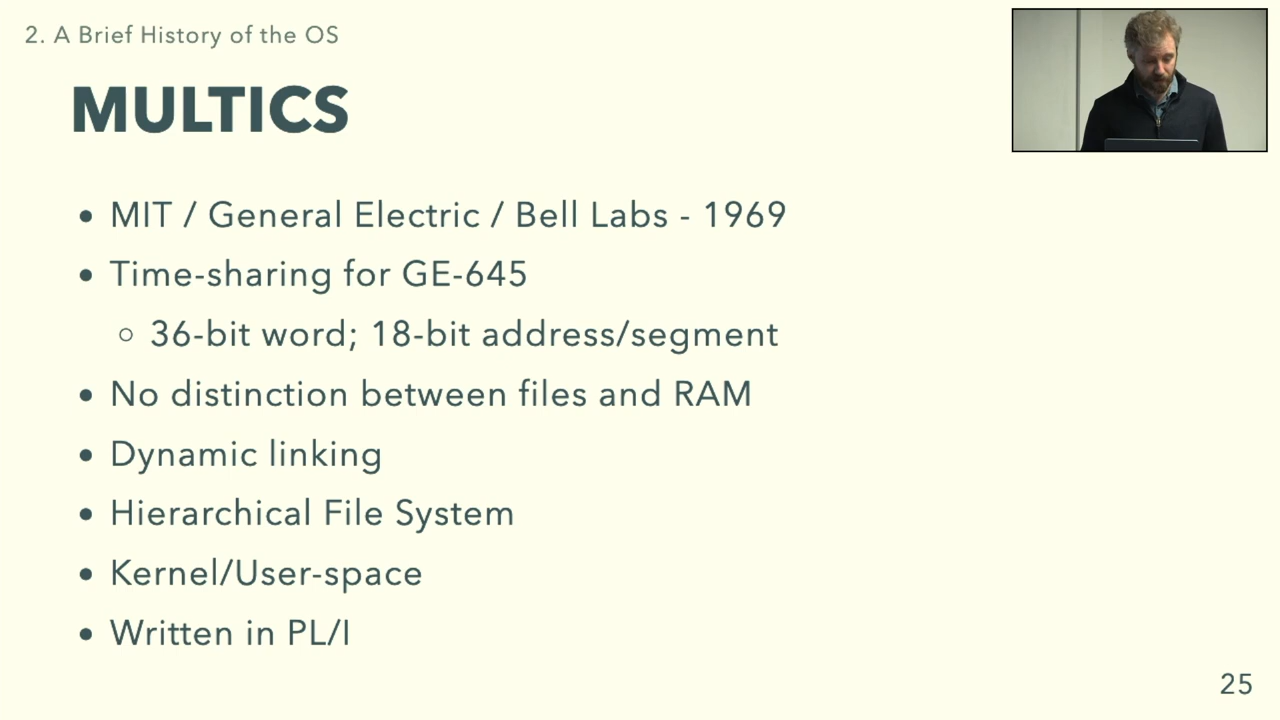 2. A Brief History of the OS
MULTICS
• MIT / General Electric / Bell Labs - 1969
• Time-sharing for GE-645
○ 36-bit word; 18-bit address/segment
• No distinction between files and RAM
• Dynamic linking
• Hierarchical File System
• Kernel/User-space
• Written in PL/I
25